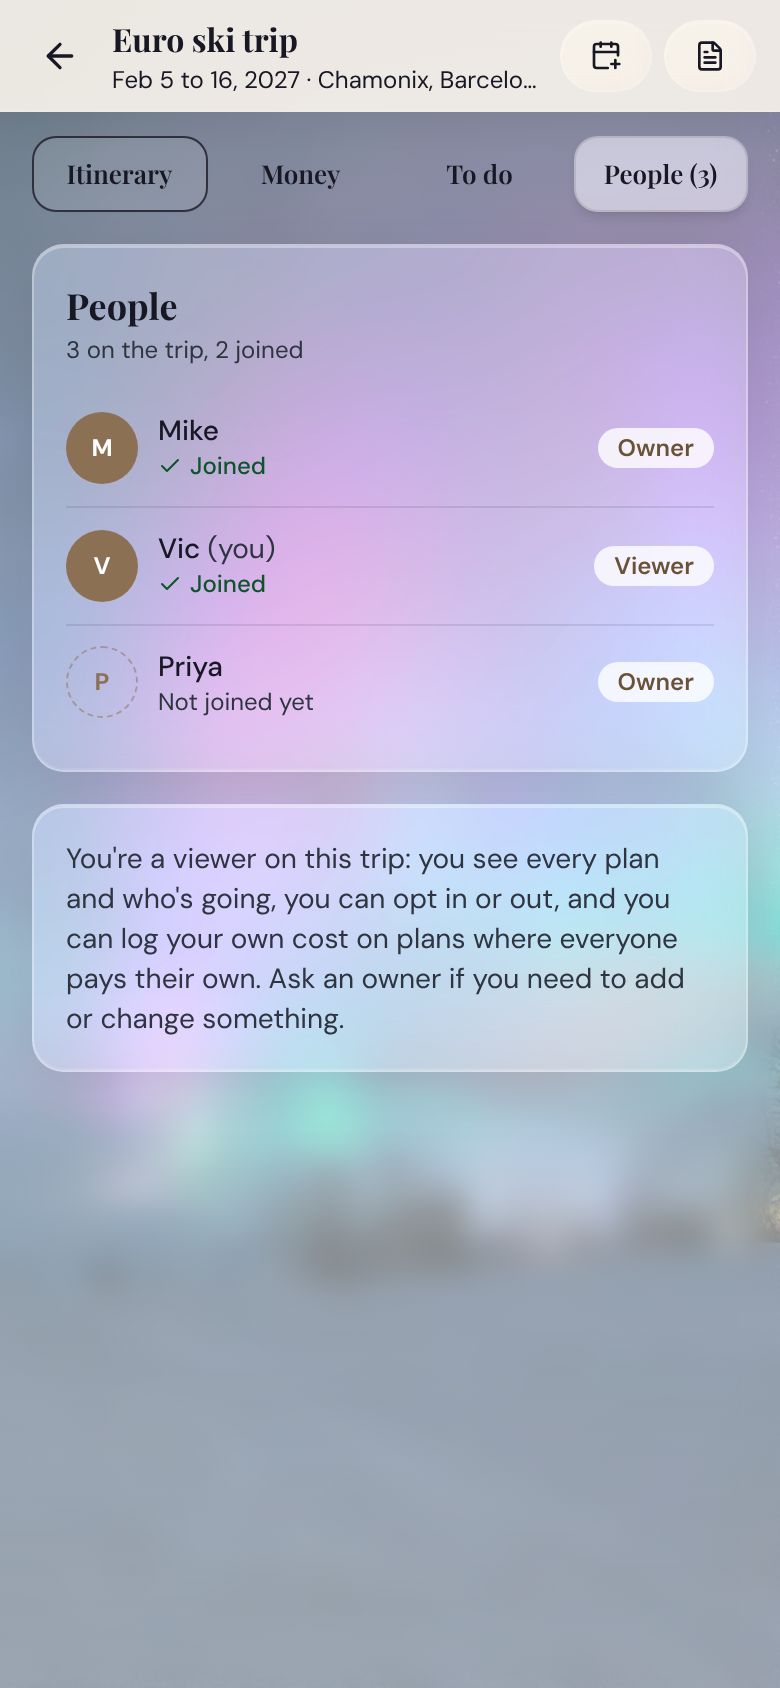 Euro ski trip
Feb 5 to 16, 2027 · Chamonix, Barcelo...
Itinerary
Money
To do
People (3)
People
3 on the trip, 2 joined
M
Mike
Joined
Owner
V
Vic (you)
Joined
Viewer
P
Priya
Not joined yet
Owner
You're a viewer on this trip: you see every plan
and who's going, you can opt in or out, and you
can log your own cost on plans where everyone
pays their own. Ask an owner if you need to add
or change something.